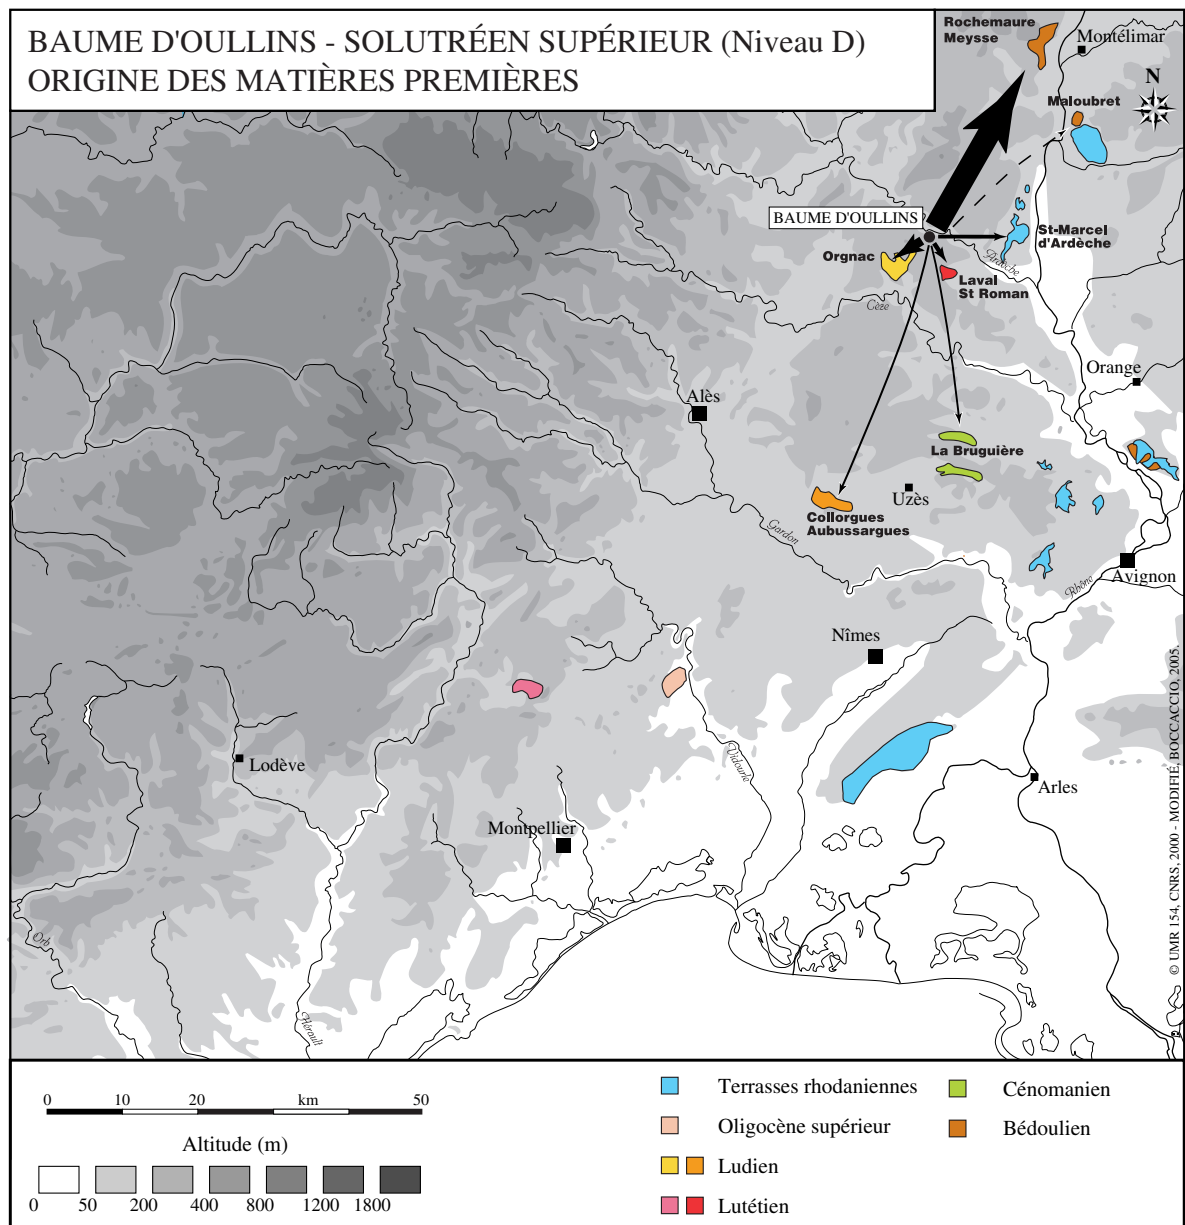 BAUME D'OULLINS - SOLUTRÉEN SUPÉRIEUR (Niveau D)
ORIGINE DES MATIÈRES PREMIÈRES
Rochemaure
Meysse
Montélimar
N
Maloubret
BAUME D'OULLINS
St-Marcel
d'Ardèche
Orgnac
Ardèche
Laval
St Roman
Cèze
Orange
Alès
La Bruguière
Uzès
Collorgues
Aubussargues
Gardon
Avignon
Rhône
Nîmes
Lodève
Vidourle
Arles
Montpellier
Orb
Hérault
© UMR 154, CNRS, 2000 - MODIFIÉ, BOCCACCIO, 2005.
0 10 20 km 50
Altitude (m)
0 50 200 400 800 1200 1800
Terrasses rhodaniennes
Oligocène supérieur
Ludien
Lutétien
Cénomanien
Bédoulien